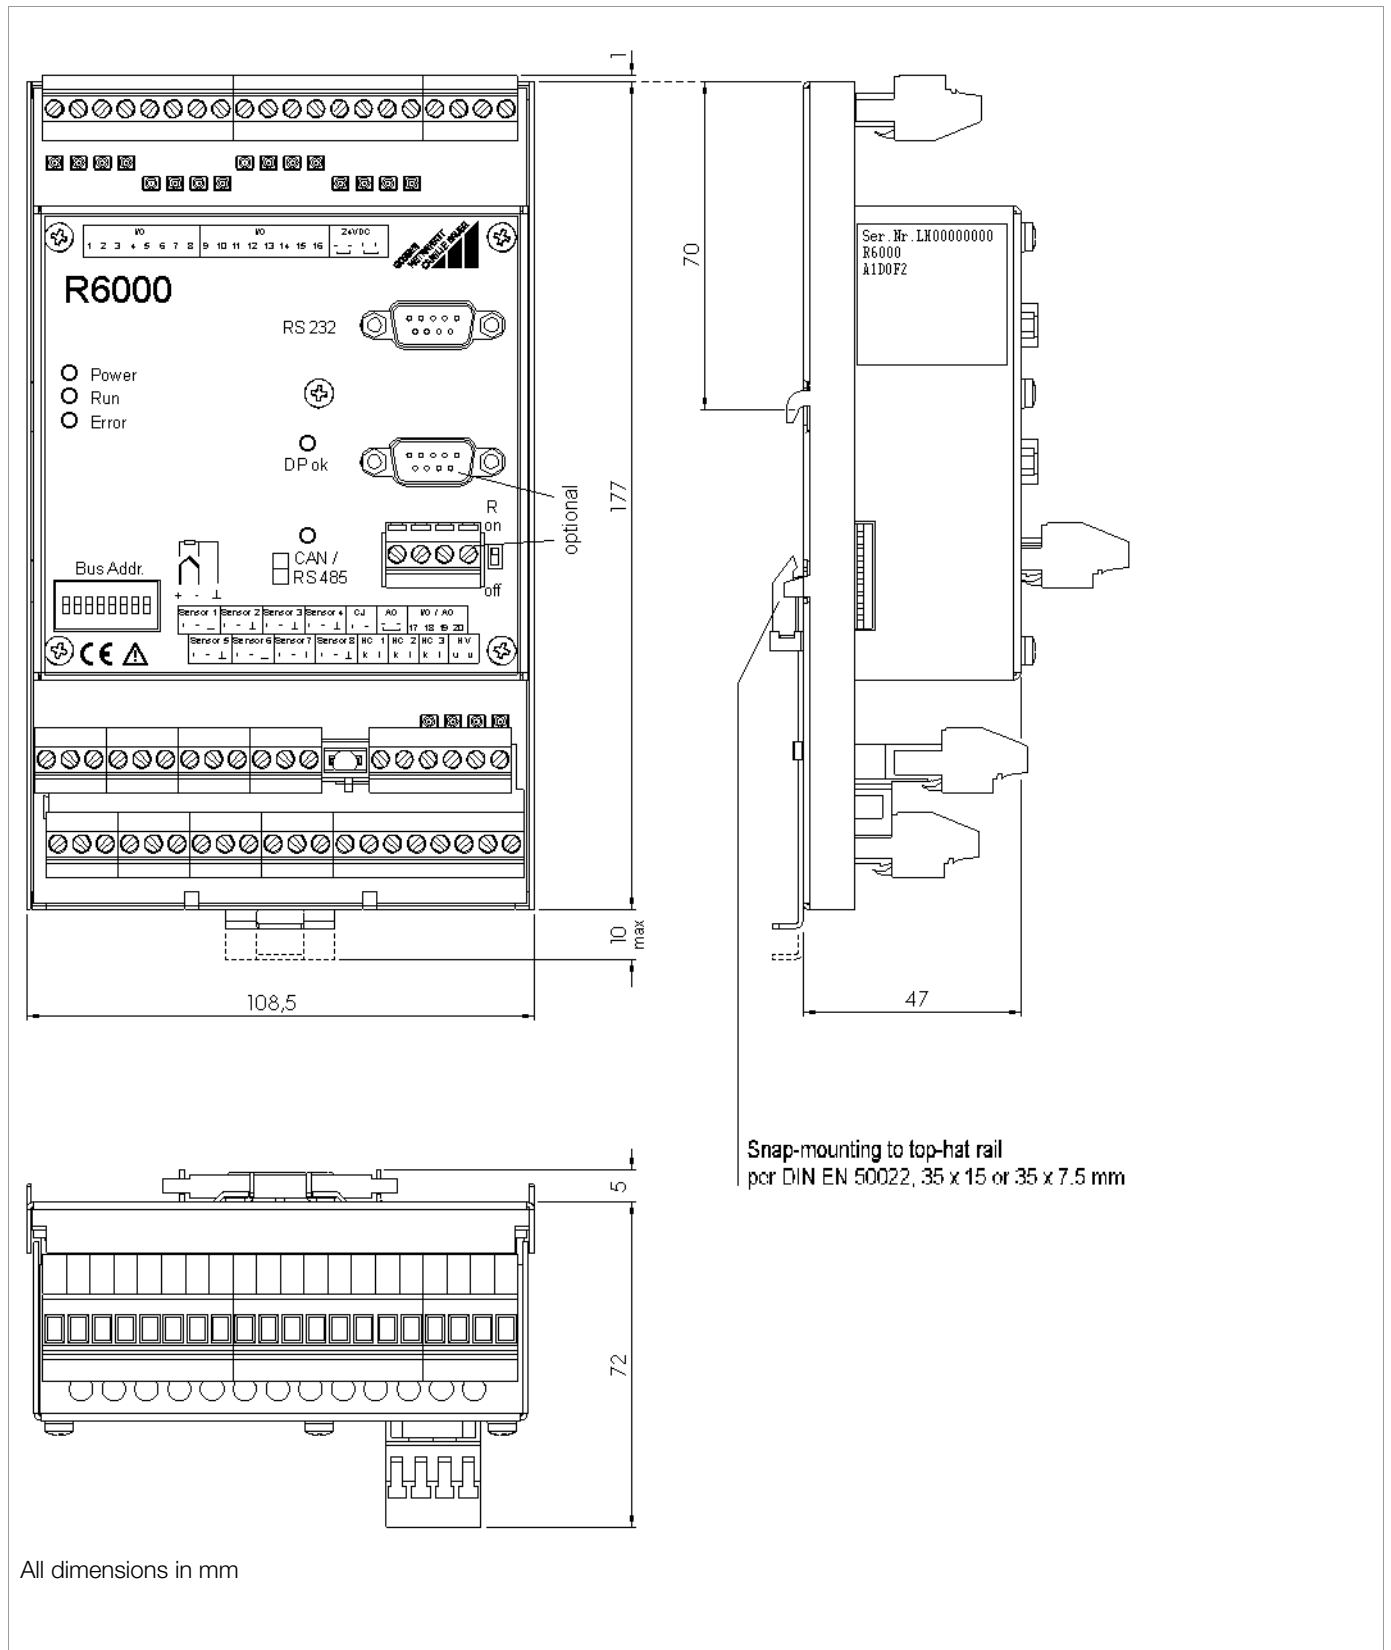 1
I/O I/O 24VDC
1 2 3 4 5 6 7 8 9 10 11 12 13 14 15 16
GOSSEN
METRAWATT
CAMILLE BAUER
R6000
RS 232
Power
Run
Error
DP ok
optional
R
on
CAN /
RS 485
off
Bus Addr.
+ - ⊥
Sensor 1 Sensor 2 Sensor 3 Sensor 4 CJ AO I/O / AO
17 18 19 20
Sensor 5 Sensor 6 Sensor 7 Sensor 8 HC 1 HC 2 HC 3 HV
k l k l k l u u
CE
177
10
max
108,5
70
Ser.Nr.LH00000000
R6000
A1D0F2
47
Snap-mounting to top-hat rail
per DIN EN 50022, 35 x 15 or 35 x 7.5 mm
5
72
All dimensions in mm